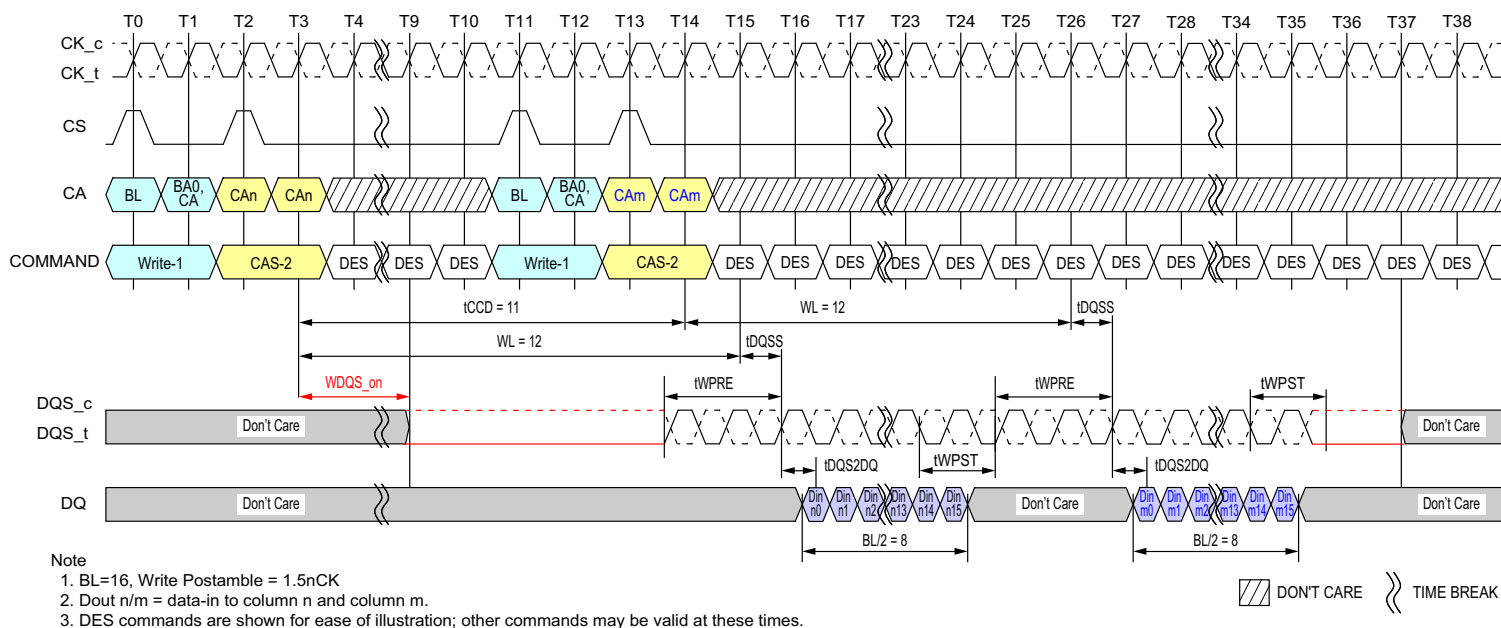 T0 T1 T2 T3 T4 T9 T10 T11 T12 T13 T14 T15 T16 T17 T23 T24 T25 T26 T27 T28 T34 T35 T36 T37 T38
CK_c
CK_t
CS
CA BL BA0, CA CAn CAn BL BA0, CA CAm CAm
COMMAND Write-1 CAS-2 DES DES DES Write-1 CAS-2 DES DES DES DES DES DES DES DES DES DES DES DES DES DES
tCCD = 11 WL = 12 tDQSS
WL = 12 tDQSS
WDQS_on tWPRE tWPRE tWPST
DQS_c
DQS_t Don't Care Don't Care
tDQS2DQ tWPST tDQS2DQ
DQ Don't Care Din n0 Din n1 Din n2 Din n13 Din n14 Din n15 Don't Care Din m0 Din m1 Din m2 Din m13 Din m14 Din m15 Don't Care
BL/2 = 8 BL/2 = 8
Note
1. BL=16, Write Postamble = 1.5nCK
2. Dout n/m = data-in to column n and column m.
3. DES commands are shown for ease of illustration; other commands may be valid at these times.
DON'T CARE TIME BREAK